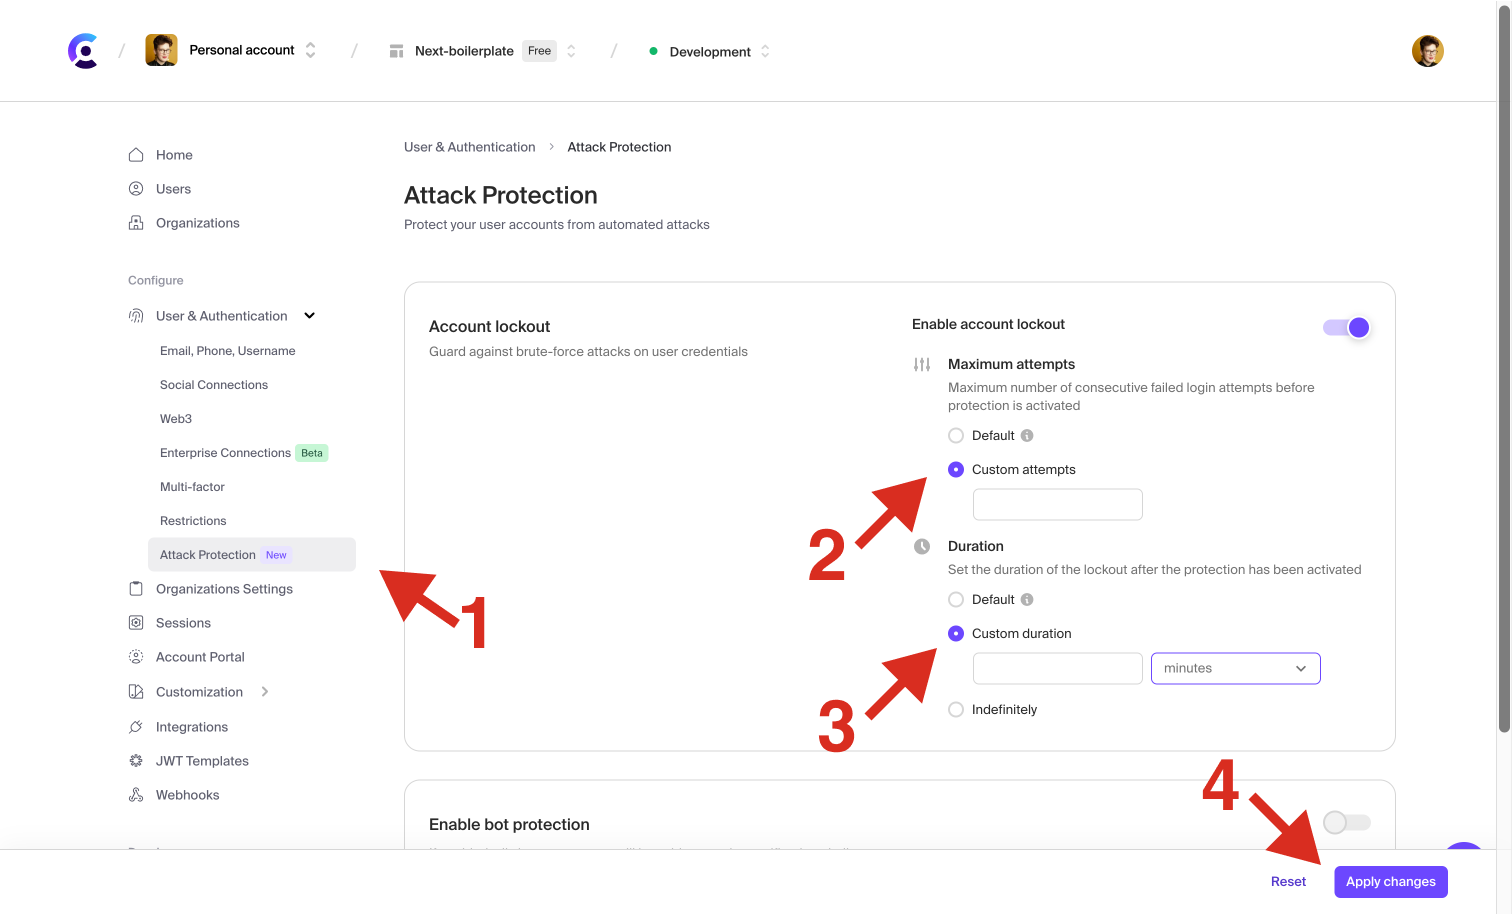 /
Personal account
/
Next-boilerplate Free
/
Development
Home
Users
Organizations
Configure
User & Authentication
Email, Phone, Username
Social Connections
Web3
Enterprise Connections Beta
Multi-factor
Restrictions
Attack Protection New
Organizations Settings
Sessions
Account Portal
Customization
Integrations
JWT Templates
Webhooks
User & Authentication > Attack Protection
Attack Protection
Protect your user accounts from automated attacks
Account lockout
Guard against brute-force attacks on user credentials
Enable account lockout
Maximum attempts
Maximum number of consecutive failed login attempts before
protection is activated
Default
Custom attempts
Duration
Set the duration of the lockout after the protection has been activated
Default
Custom duration
minutes
Indefinitely
1
2
3
4
Enable bot protection
Reset
Apply changes